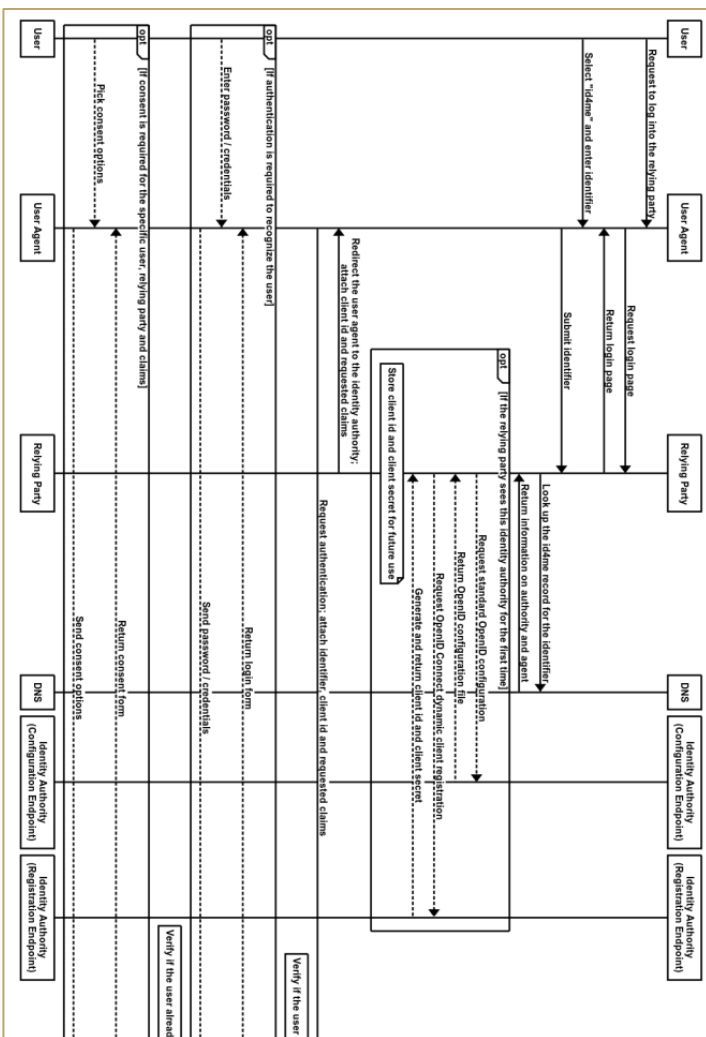 User
User Agent
Relying Party
DNS
Identity Authority
(Configuration Endpoint)
Identity Authority
(Registration Endpoint)
Request to log into the relying party
Request login page
Return login page
Select "id4me" and enter identifier
Submit identifier
Look up the id4me record for the identifier
Return information on authority and agent
opt
[If the relying party sees this identity authority for the first time]
Request standard OpenID configuration
Return OpenID configuration file
Request OpenID Connect dynamic client registration
Generate and return client id and client secret
Store client id and client secret for future use
Redirect the user agent to the identity authority;
attach client id and requested claims
Request authentication; attach identifier, client id and requested claims
Verify if the user
opt
[If authentication is required to recognize the user]
Return login form
Enter password / credentials
Send password / credentials
Verify if the user alread
opt
[If consent is required for the specific user, relying party and claims]
Return consent form
Pick consent options
Send consent options
User
User Agent
Relying Party
DNS
Identity Authority
(Configuration Endpoint)
Identity Authority
(Registration Endpoint)